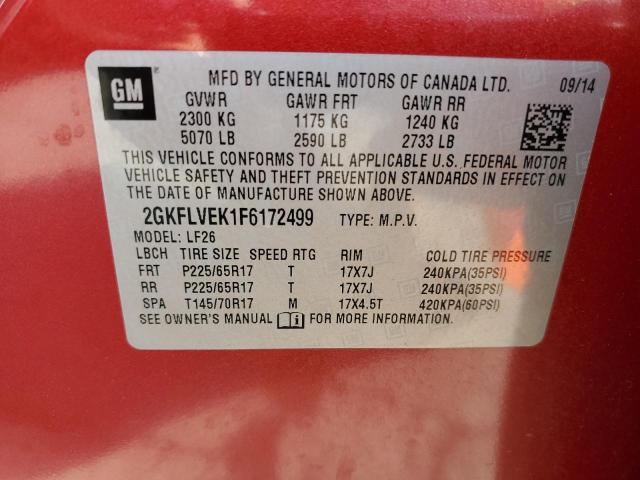 GM
MFD BY GENERAL MOTORS OF CANADA LTD. 09/14
GVWR GAWR FRT GAWR RR
2300 KG 1175 KG 1240 KG
5070 LB 2590 LB 2733 LB
THIS VEHICLE CONFORMS TO ALL APPLICABLE U.S. FEDERAL MOTOR
VEHICLE SAFETY AND THEFT PREVENTION STANDARDS IN EFFECT ON
THE DATE OF MANUFACTURE SHOWN ABOVE.
2GKFLVEK1F6172499 TYPE: M.P.V.
MODEL: LF26
LBCH TIRE SIZE SPEED RTG RIM COLD TIRE PRESSURE
FRT P225/65R17 T 17X7J 240KPA(35PSI)
RR P225/65R17 T 17X7J 240KPA(35PSI)
SPA T145/70R17 M 17X4.5T 420KPA(60PSI)
SEE OWNER'S MANUAL FOR MORE INFORMATION.